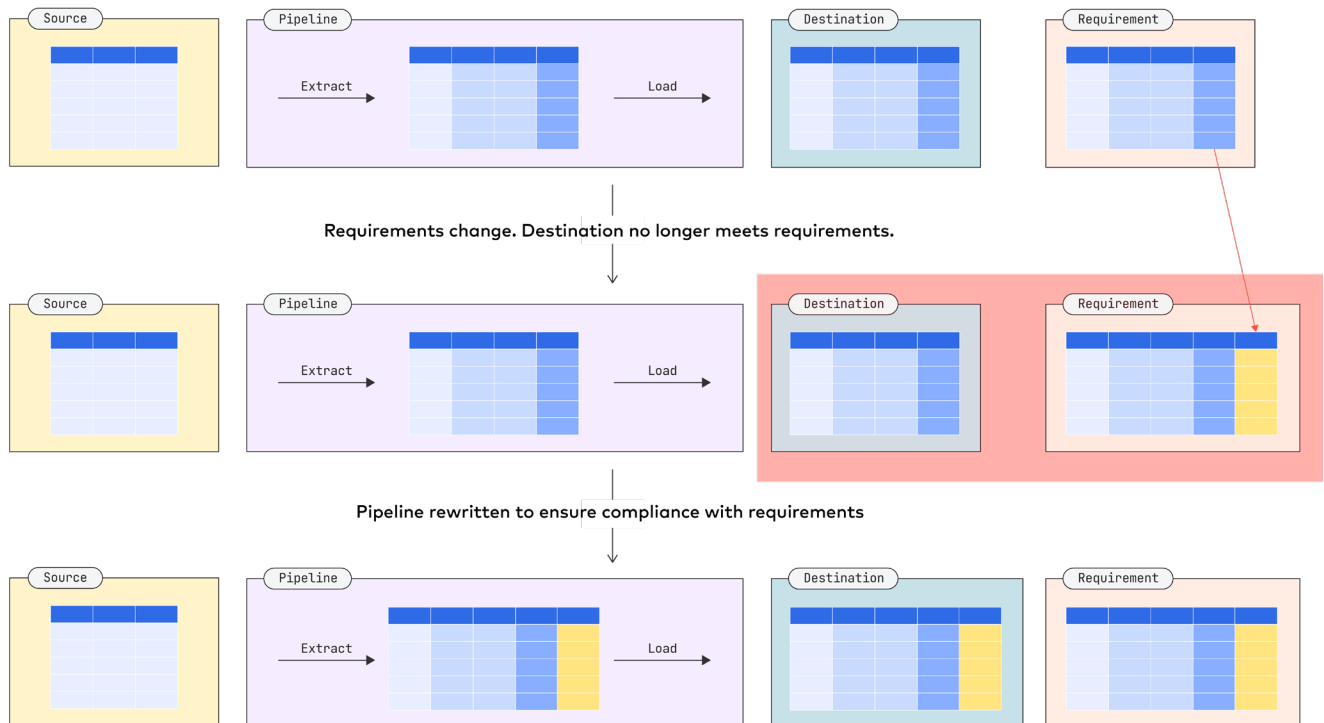 Source
Pipeline
Destination
Requirement
Extract
Load
Requirements change. Destination no longer meets requirements.
Source
Pipeline
Destination
Requirement
Extract
Load
Pipeline rewritten to ensure compliance with requirements
Source
Pipeline
Destination
Requirement
Extract
Load